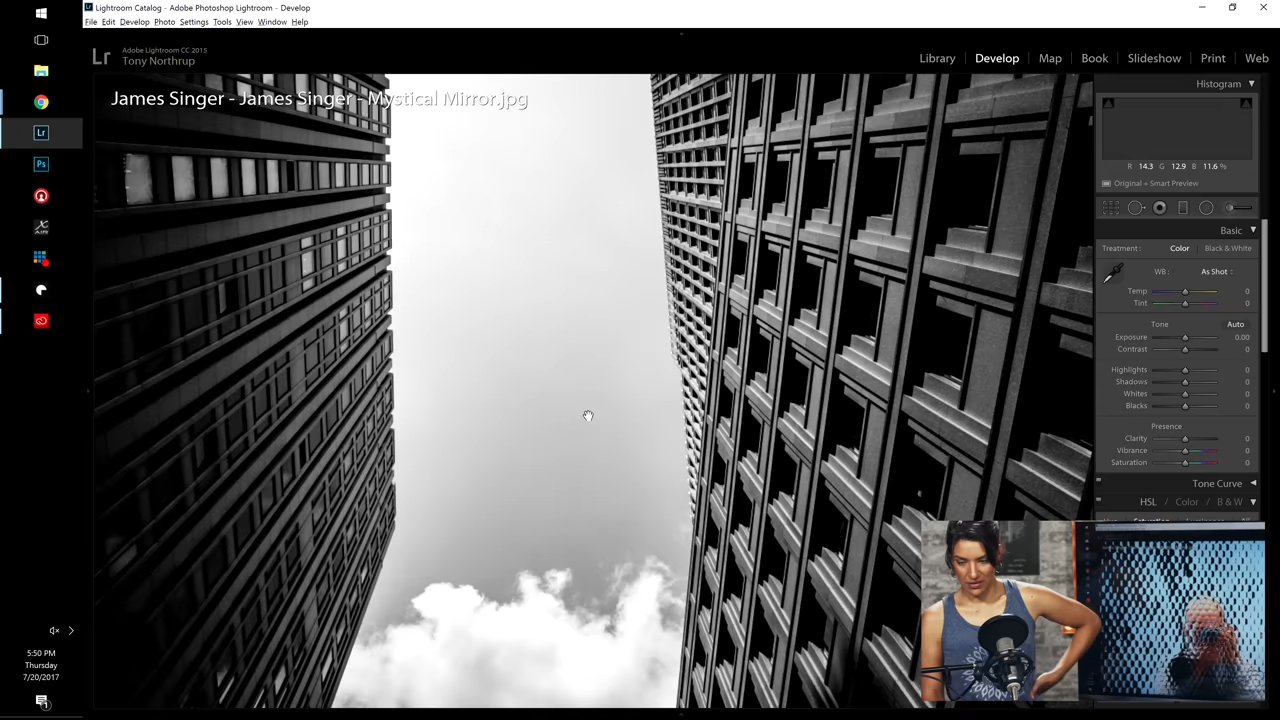 Lightroom Catalog - Adobe Photoshop Lightroom - Develop
File Edit Develop Photo Settings Tools View Window Help
Lr Adobe Lightroom CC 2015
Tony Northrup
Library | Develop | Map | Book | Slideshow | Print | Web
James Singer - James Singer - Mystical Mirror.jpg
Histogram
R 14.3 G 12.9 B 11.6 %
Original + Smart Preview
Basic
Treatment : Color Black & White
WB : As Shot
Temp 0
Tint 0
Tone Auto
Exposure 0.00
Contrast 0
Highlights 0
Shadows 0
Whites 0
Blacks 0
Presence
Clarity 0
Vibrance 0
Saturation 0
Tone Curve
HSL / Color / B & W
Lr
Ps
5:50 PM
Thursday
7/20/2017